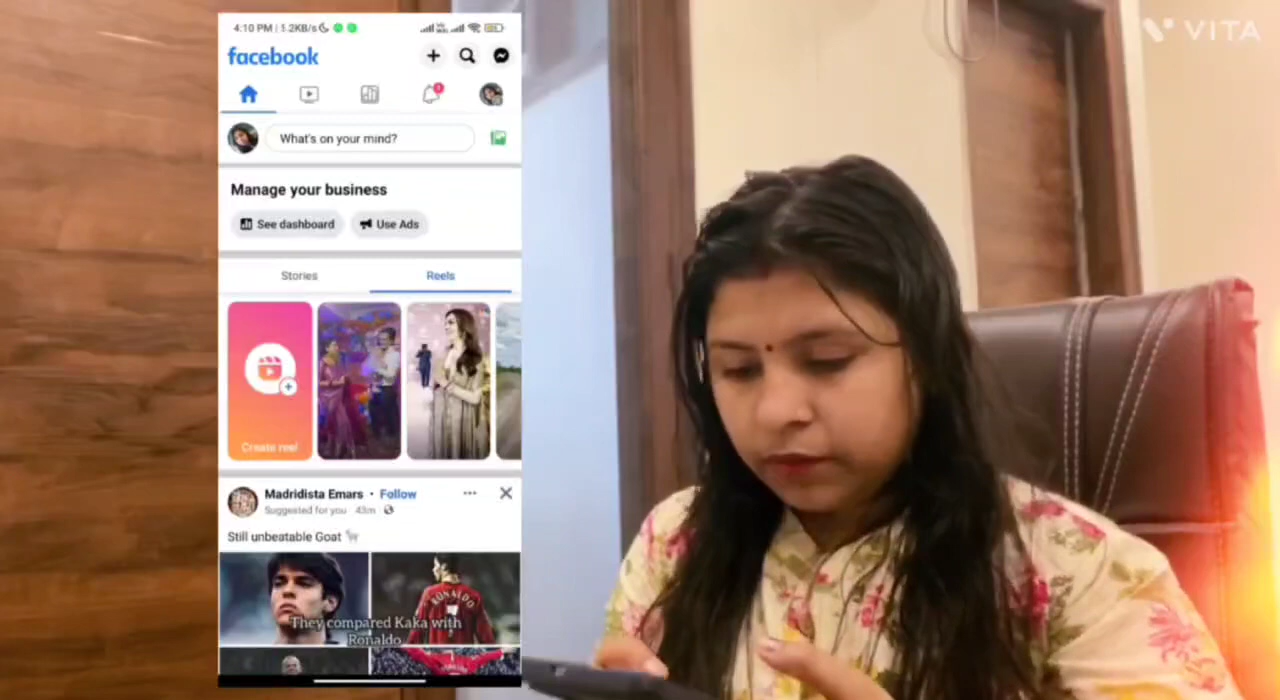 4:10 PM | 5.2KB/s
VITA
facebook
What's on your mind?
Manage your business
See dashboard
Use Ads
Stories
Reels
Create reel
Madridista Emars · Follow
Suggested for you · 43m ·
Still unbeatable Goat
RONALDO
7
They compared Kaka with
Ronaldo